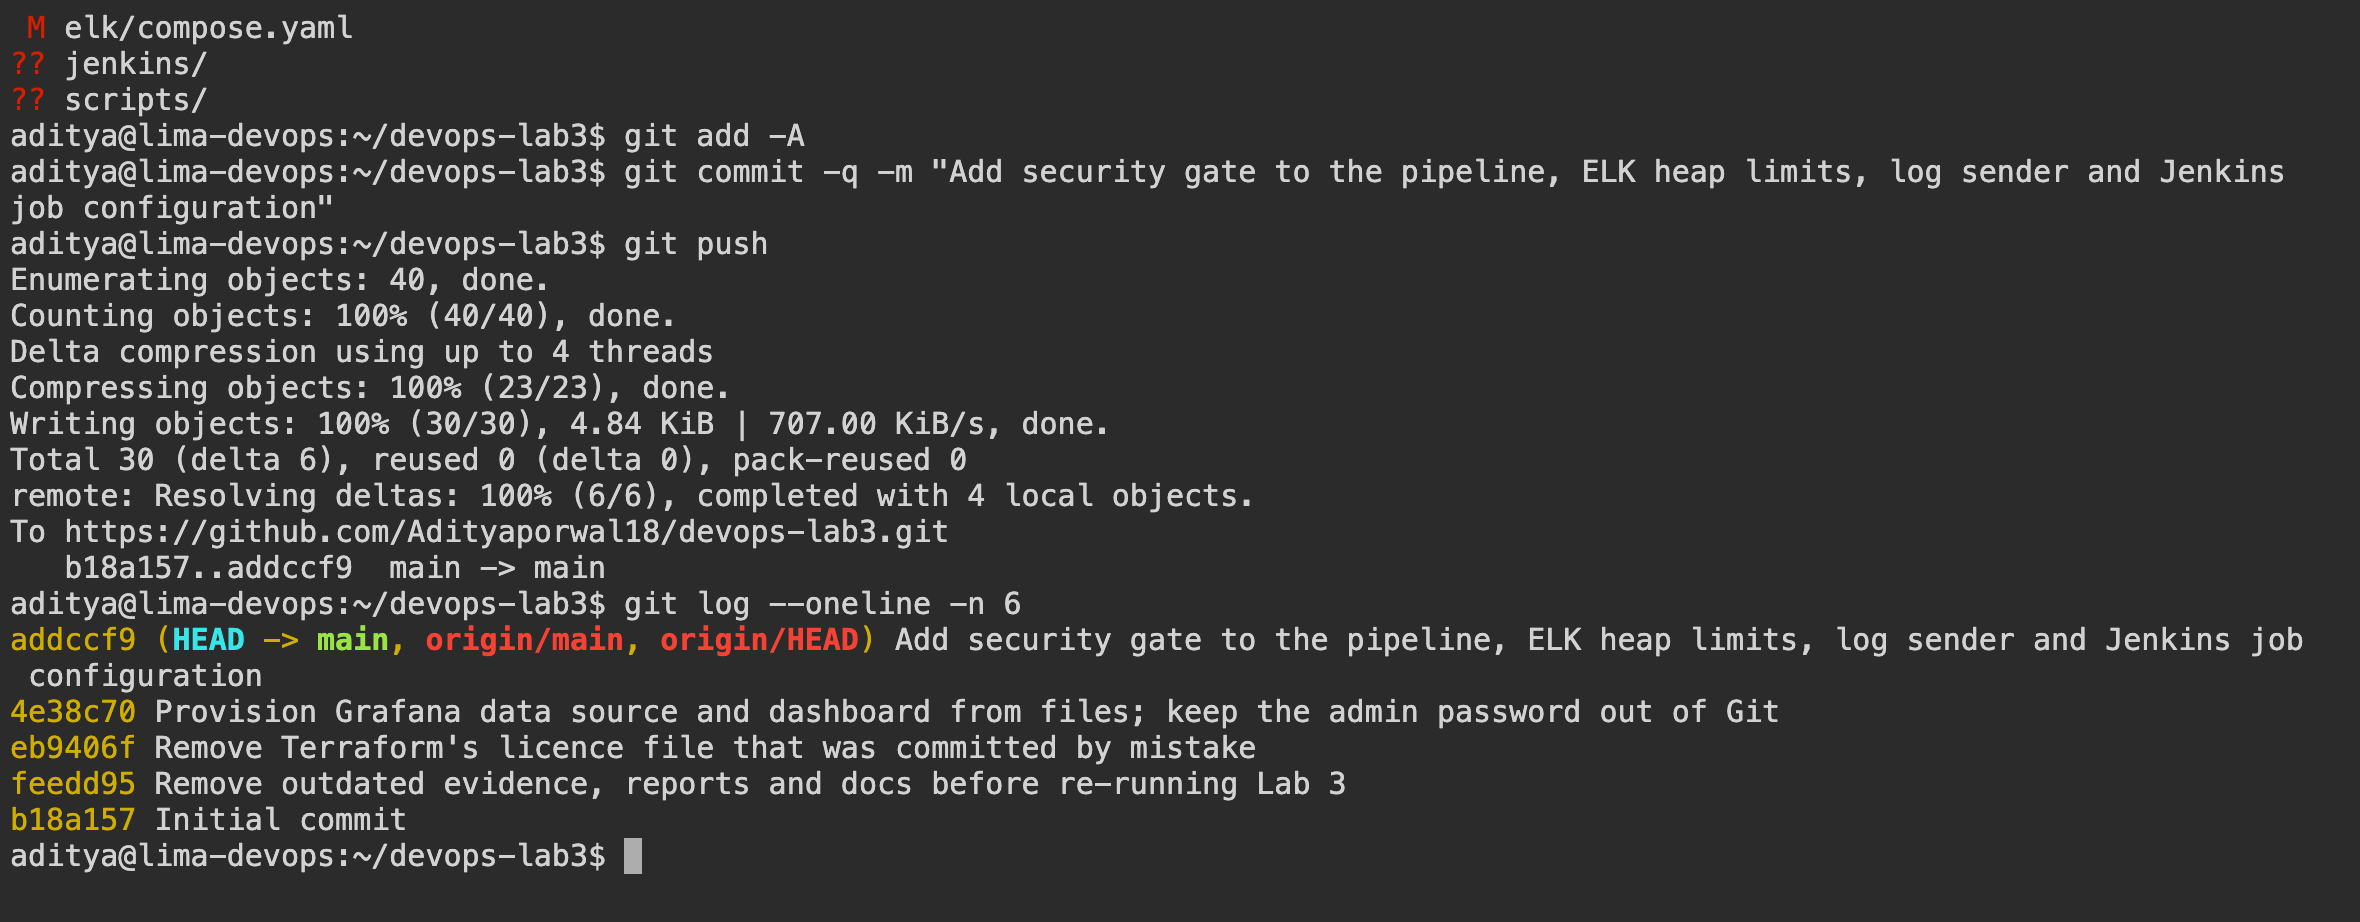 M elk/compose.yaml
?? jenkins/
?? scripts/
aditya@lima-devops:~/devops-lab3$ git add -A
aditya@lima-devops:~/devops-lab3$ git commit -q -m "Add security gate to the pipeline, ELK heap limits, log sender and Jenkins
job configuration"
aditya@lima-devops:~/devops-lab3$ git push
Enumerating objects: 40, done.
Counting objects: 100% (40/40), done.
Delta compression using up to 4 threads
Compressing objects: 100% (23/23), done.
Writing objects: 100% (30/30), 4.84 KiB | 707.00 KiB/s, done.
Total 30 (delta 6), reused 0 (delta 0), pack-reused 0
remote: Resolving deltas: 100% (6/6), completed with 4 local objects.
To https://github.com/Adityaporwal18/devops-lab3.git
   b18a157..addccf9  main -> main
aditya@lima-devops:~/devops-lab3$ git log --oneline -n 6
addccf9 (HEAD -> main, origin/main, origin/HEAD) Add security gate to the pipeline, ELK heap limits, log sender and Jenkins job
 configuration
4e38c70 Provision Grafana data source and dashboard from files; keep the admin password out of Git
eb9406f Remove Terraform's licence file that was committed by mistake
feedd95 Remove outdated evidence, reports and docs before re-running Lab 3
b18a157 Initial commit
aditya@lima-devops:~/devops-lab3$